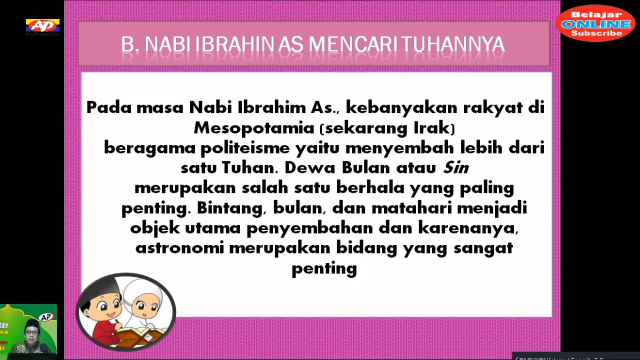 AP
Belajar
ONLINE
Subscribe
B. NABI IBRAHIN AS MENCARI TUHANNYA
Pada masa Nabi Ibrahim As., kebanyakan rakyat di
Mesopotamia (sekarang Irak)
beragama politeisme yaitu menyembah lebih dari
satu Tuhan. Dewa Bulan atau Sin
merupakan salah satu berhala yang paling
penting. Bintang, bulan, dan matahari menjadi
objek utama penyembahan dan karenanya,
astronomi merupakan bidang yang sangat
penting
AP